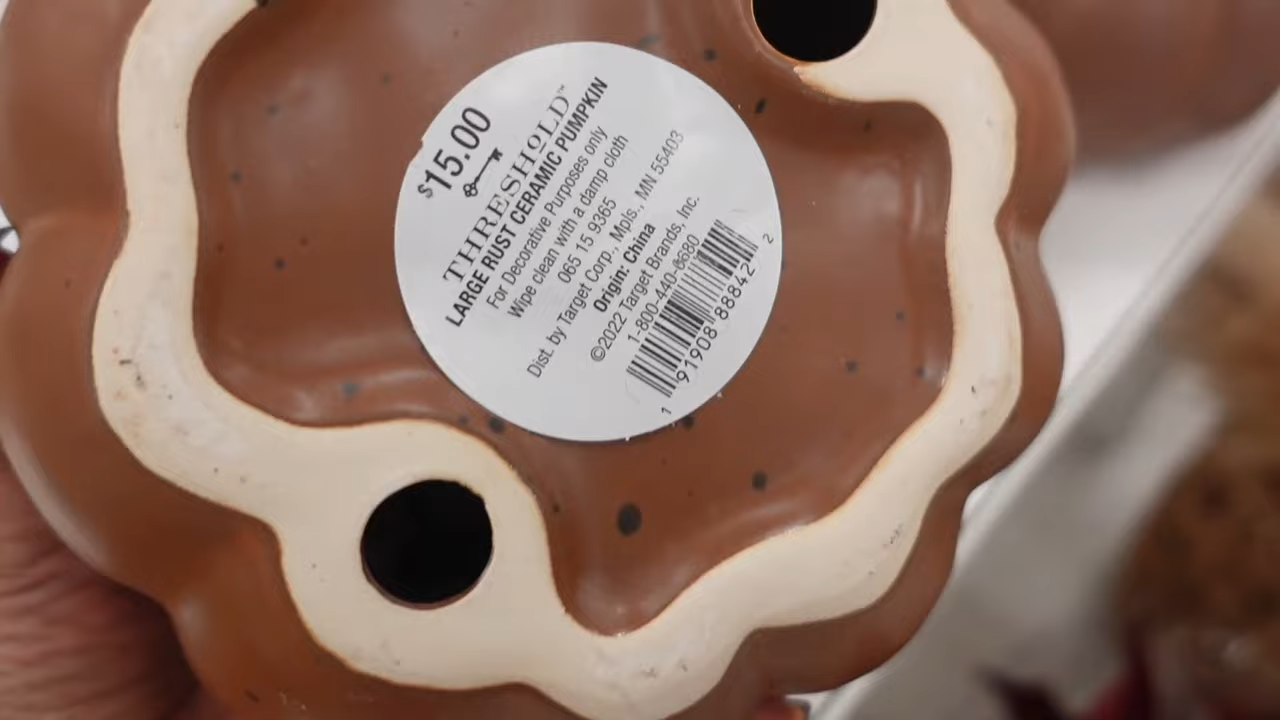 $15.00
THRESHOLD™
LARGE RUST CERAMIC PUMPKIN
For Decorative Purposes only
Wipe clean with a damp cloth
065 15 9365
Dist. by Target Corp., Mpls., MN 55403
Origin: China
©2022 Target Brands, Inc.
1-800-440-0680
1 91908 88842 2